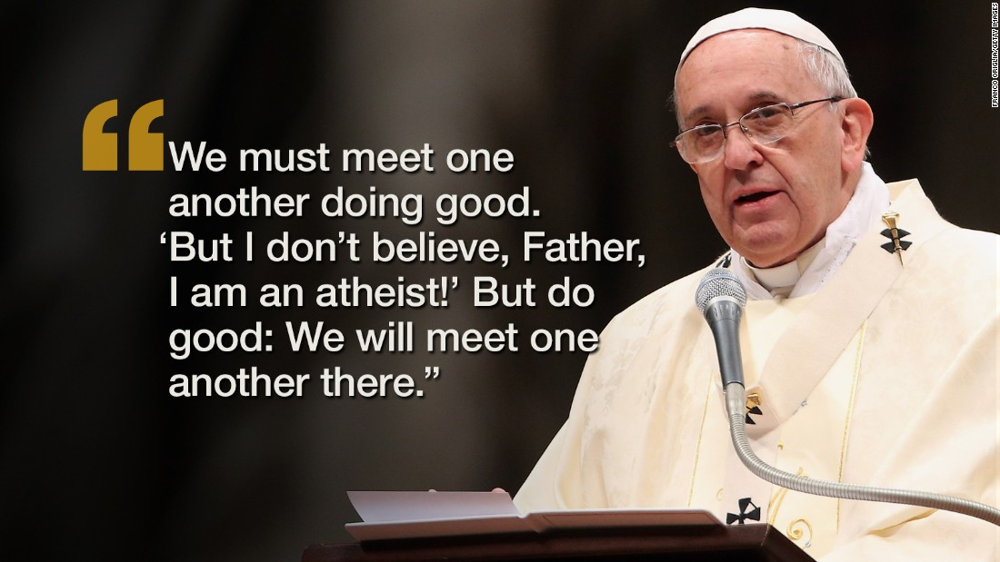 “We must meet one
another doing good.
‘But I don’t believe, Father,
I am an atheist!’ But do
good: We will meet one
another there.”
FRANCO ORIGLIA/GETTY IMAGES